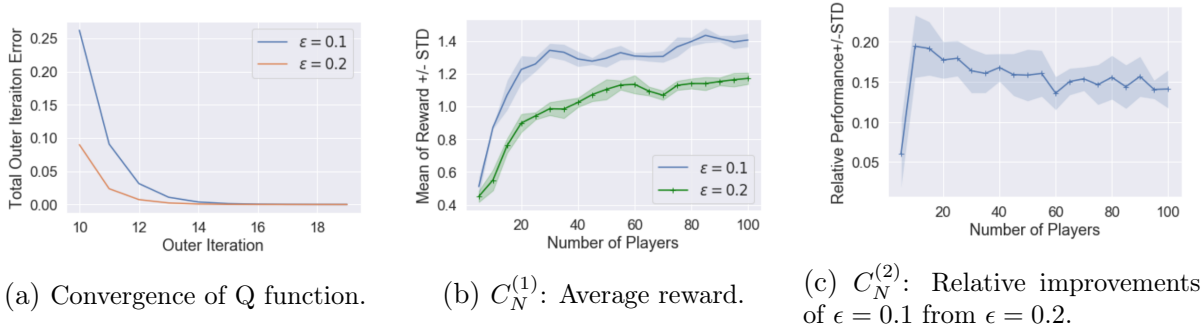 0.25
0.20
0.15
0.10
0.05
0.00
Total Outer Iteraiton Error
ε = 0.1
ε = 0.2
10 12 14 16 18
Outer Iteration
(a) Convergence of Q function.
1.4
1.2
1.0
0.8
0.6
0.4
Mean of Reward +/- STD
ε = 0.1
ε = 0.2
20 40 60 80 100
Number of Players
(b) C_N^{(1)}: Average reward.
0.20
0.15
0.10
0.05
Relative Performance+/-STD
20 40 60 80 100
Number of Players
(c) C_N^{(2)}: Relative improvements
of ϵ = 0.1 from ϵ = 0.2.